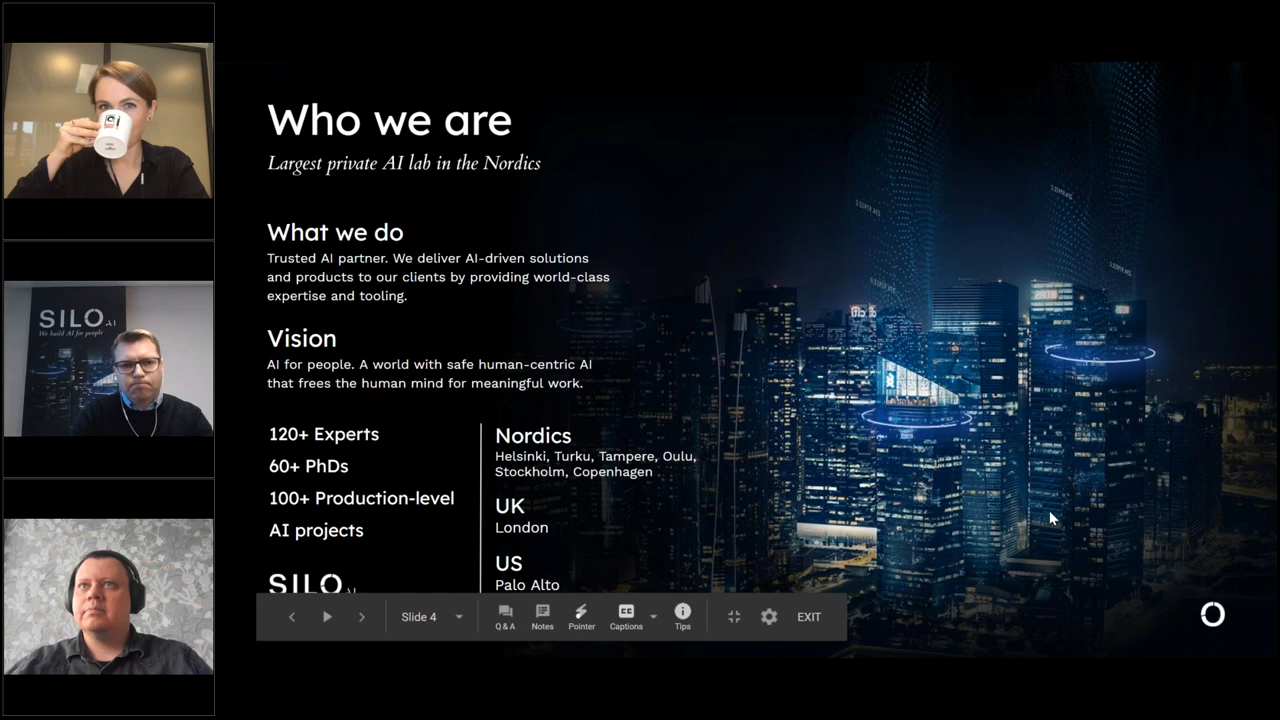 SILO AI
We build AI for people
Who we are
Largest private AI lab in the Nordics
What we do
Trusted AI partner. We deliver AI-driven solutions
and products to our clients by providing world-class
expertise and tooling.
Vision
AI for people. A world with safe human-centric AI
that frees the human mind for meaningful work.
120+ Experts
60+ PhDs
100+ Production-level
AI projects
SILO AI
Nordics
Helsinki, Turku, Tampere, Oulu,
Stockholm, Copenhagen
UK
London
US
Palo Alto
Slide 4
Q & A
Notes
Pointer
Captions
Tips
EXIT